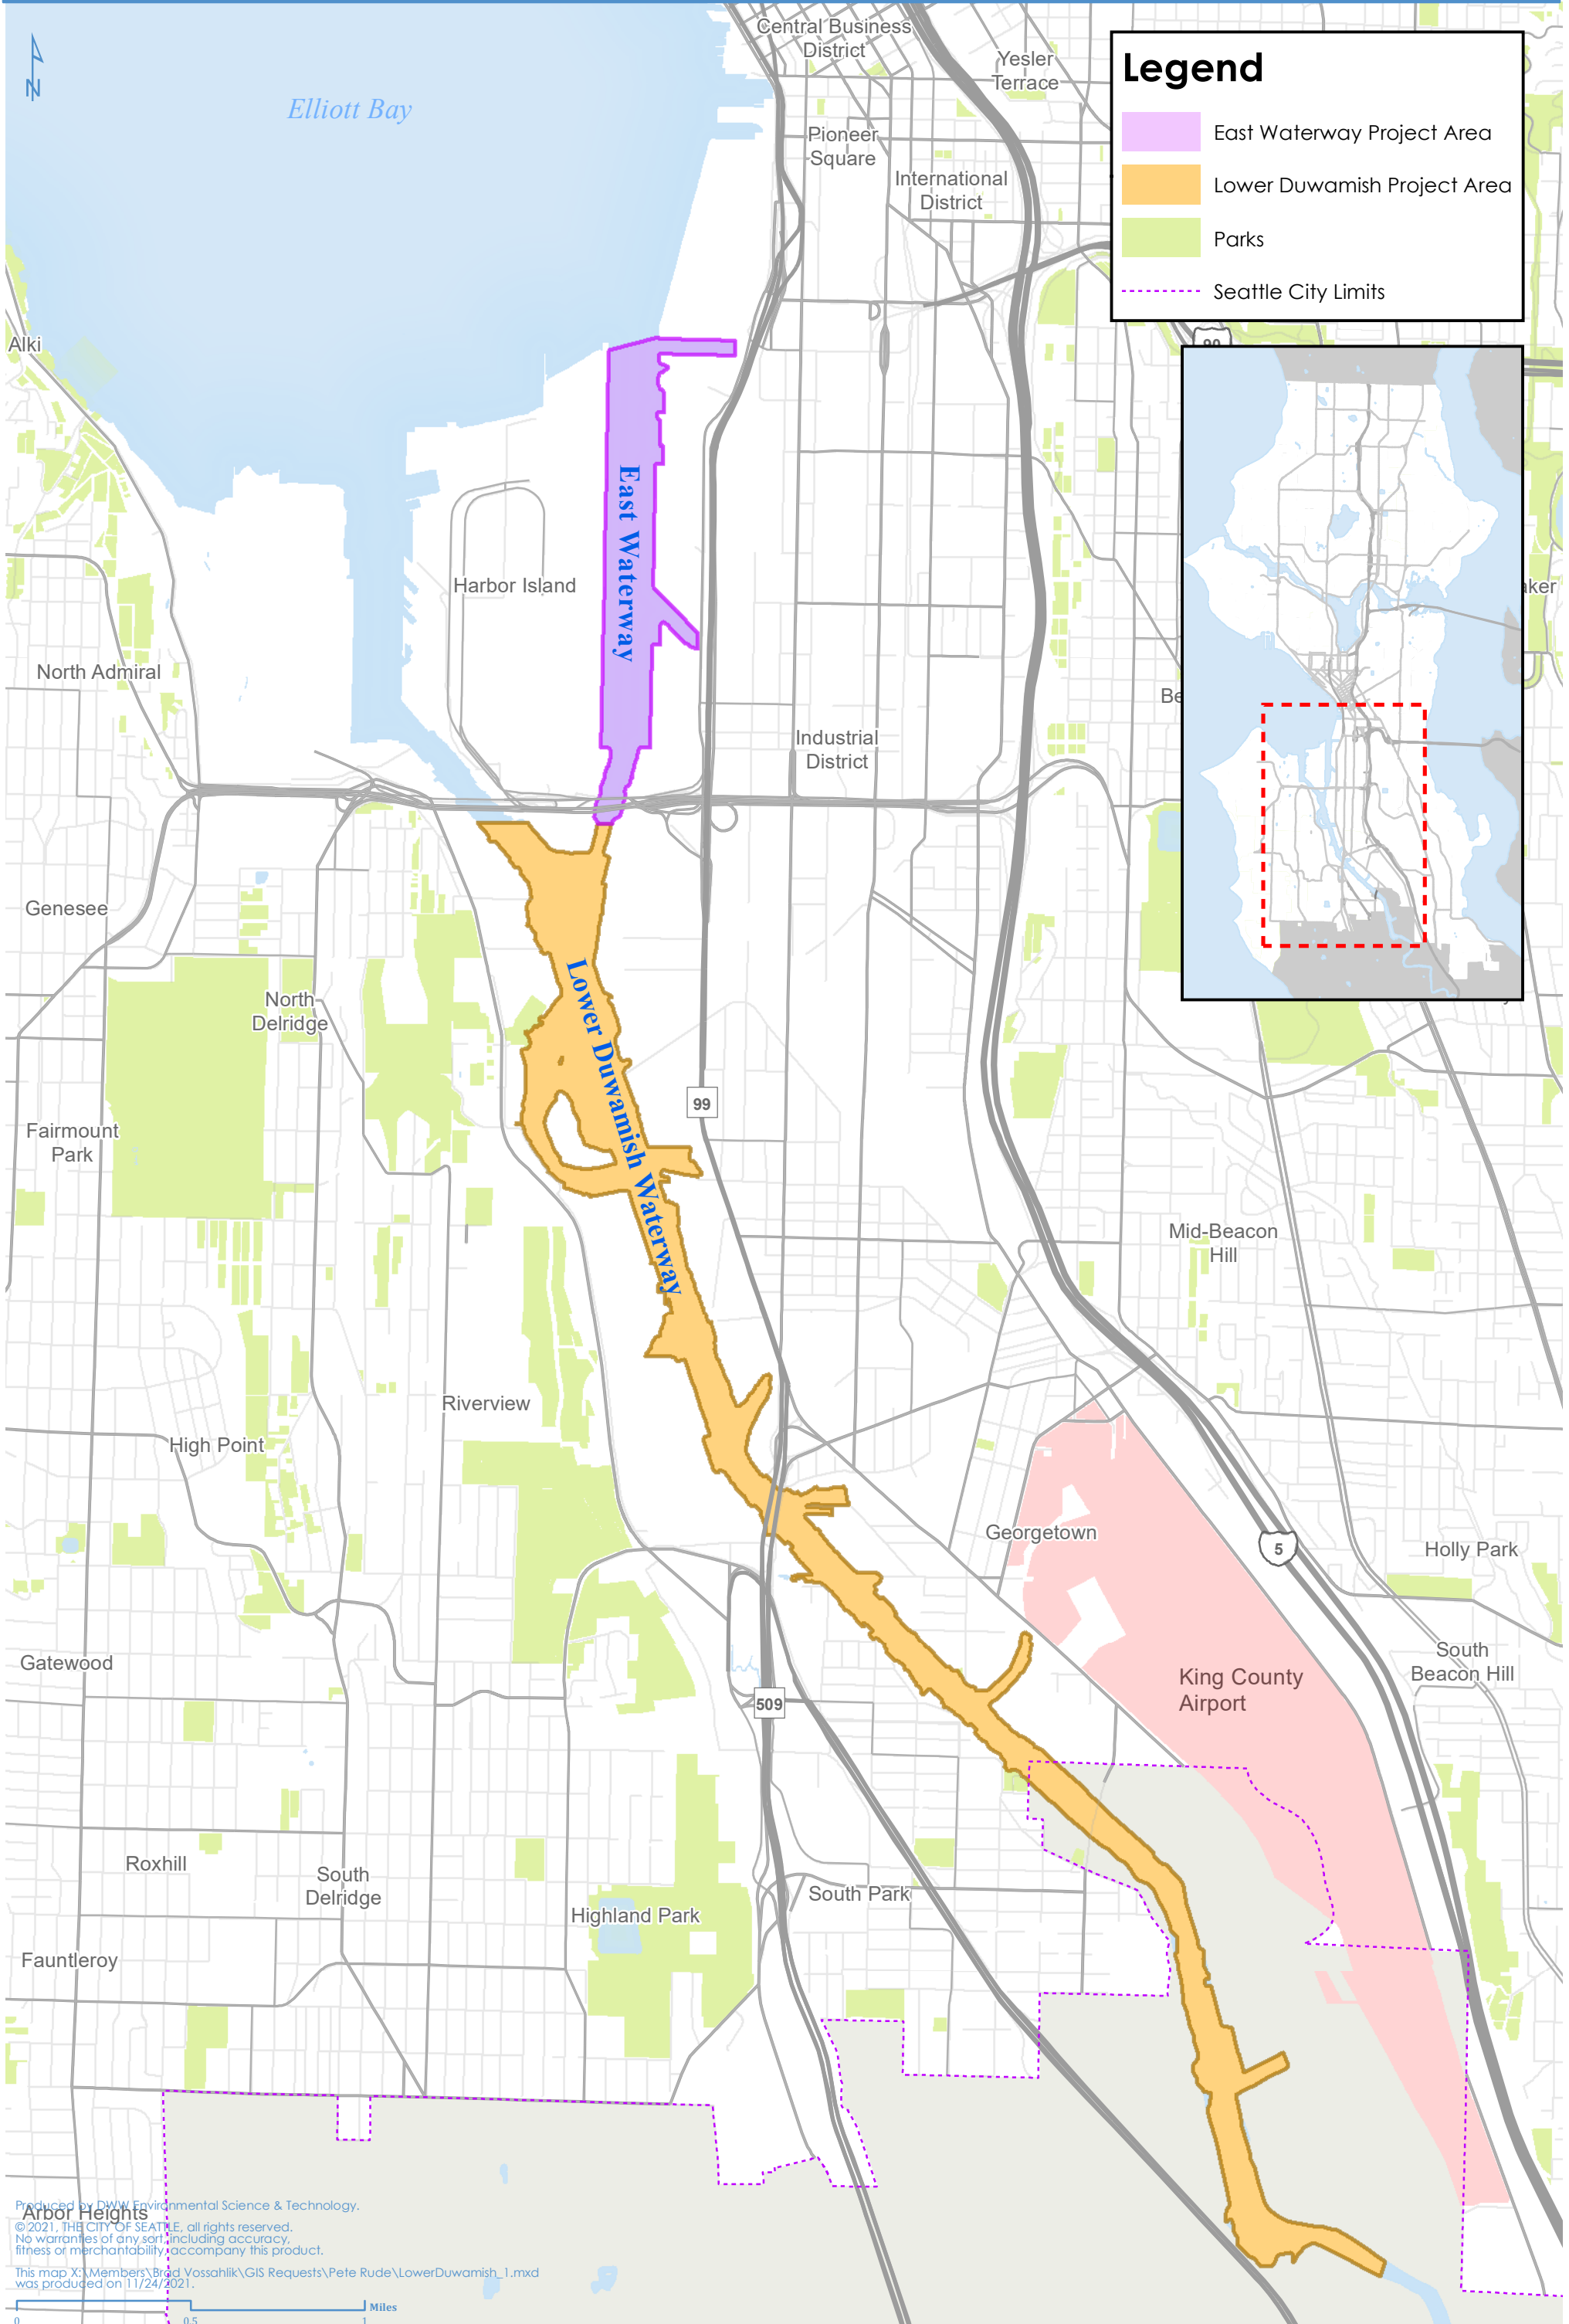 Central Business
District
Yesler
Terrace
Legend
East Waterway Project Area
Lower Duwamish Project Area
Parks
Seattle City Limits
N
Elliott Bay
Pioneer
Square
International
District
Alki
90
East Waterway
Harbor Island
aker
North Admiral
Be
Industrial
District
Genesee
Lower Duwamish Waterway
North
Delridge
99
Fairmount
Park
Mid-Beacon
Hill
Riverview
High Point
Georgetown
5
Holly Park
Gatewood
South
Beacon Hill
King County
Airport
509
Roxhill
South
Delridge
South Park
Highland Park
Fauntleroy
Arbor Heights
Produced by DWW Environmental Science & Technology.
© 2021, THE CITY OF SEATTLE, all rights reserved.
No warranties of any sort, including accuracy,
fitness or merchantability, accompany this product.
This map X:\Members\Brad Vossahlik\GIS Requests\Pete Rude\LowerDuwamish_1.mxd
was produced on 11/24/2021.
Miles
0 0.5 1